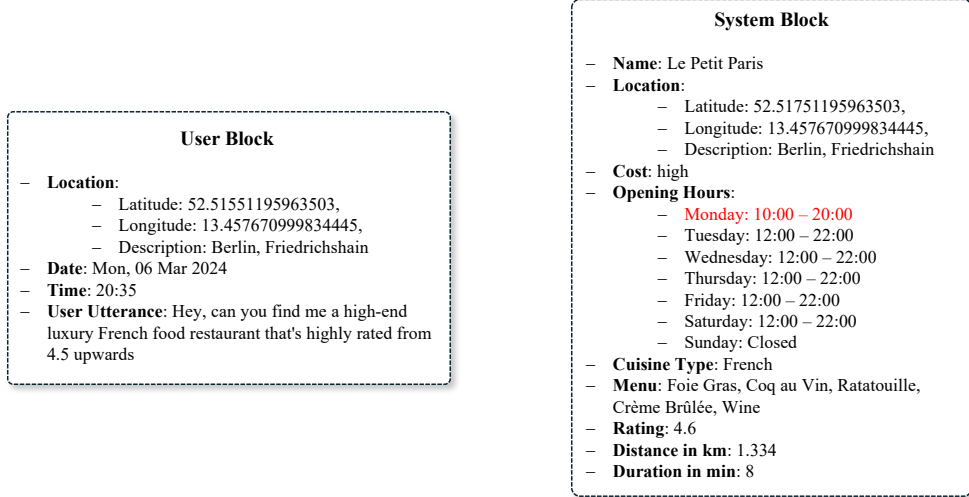 User Block
– Location:
– Latitude: 52.51551195963503,
– Longitude: 13.457670999834445,
– Description: Berlin, Friedrichshain
– Date: Mon, 06 Mar 2024
– Time: 20:35
– User Utterance: Hey, can you find me a high-end
luxury French food restaurant that's highly rated from
4.5 upwards
System Block
– Name: Le Petit Paris
– Location:
– Latitude: 52.51751195963503,
– Longitude: 13.457670999834445,
– Description: Berlin, Friedrichshain
– Cost: high
– Opening Hours:
– Monday: 10:00 – 20:00
– Tuesday: 12:00 – 22:00
– Wednesday: 12:00 – 22:00
– Thursday: 12:00 – 22:00
– Friday: 12:00 – 22:00
– Saturday: 12:00 – 22:00
– Sunday: Closed
– Cuisine Type: French
– Menu: Foie Gras, Coq au Vin, Ratatouille,
Crème Brûlée, Wine
– Rating: 4.6
– Distance in km: 1.334
– Duration in min: 8